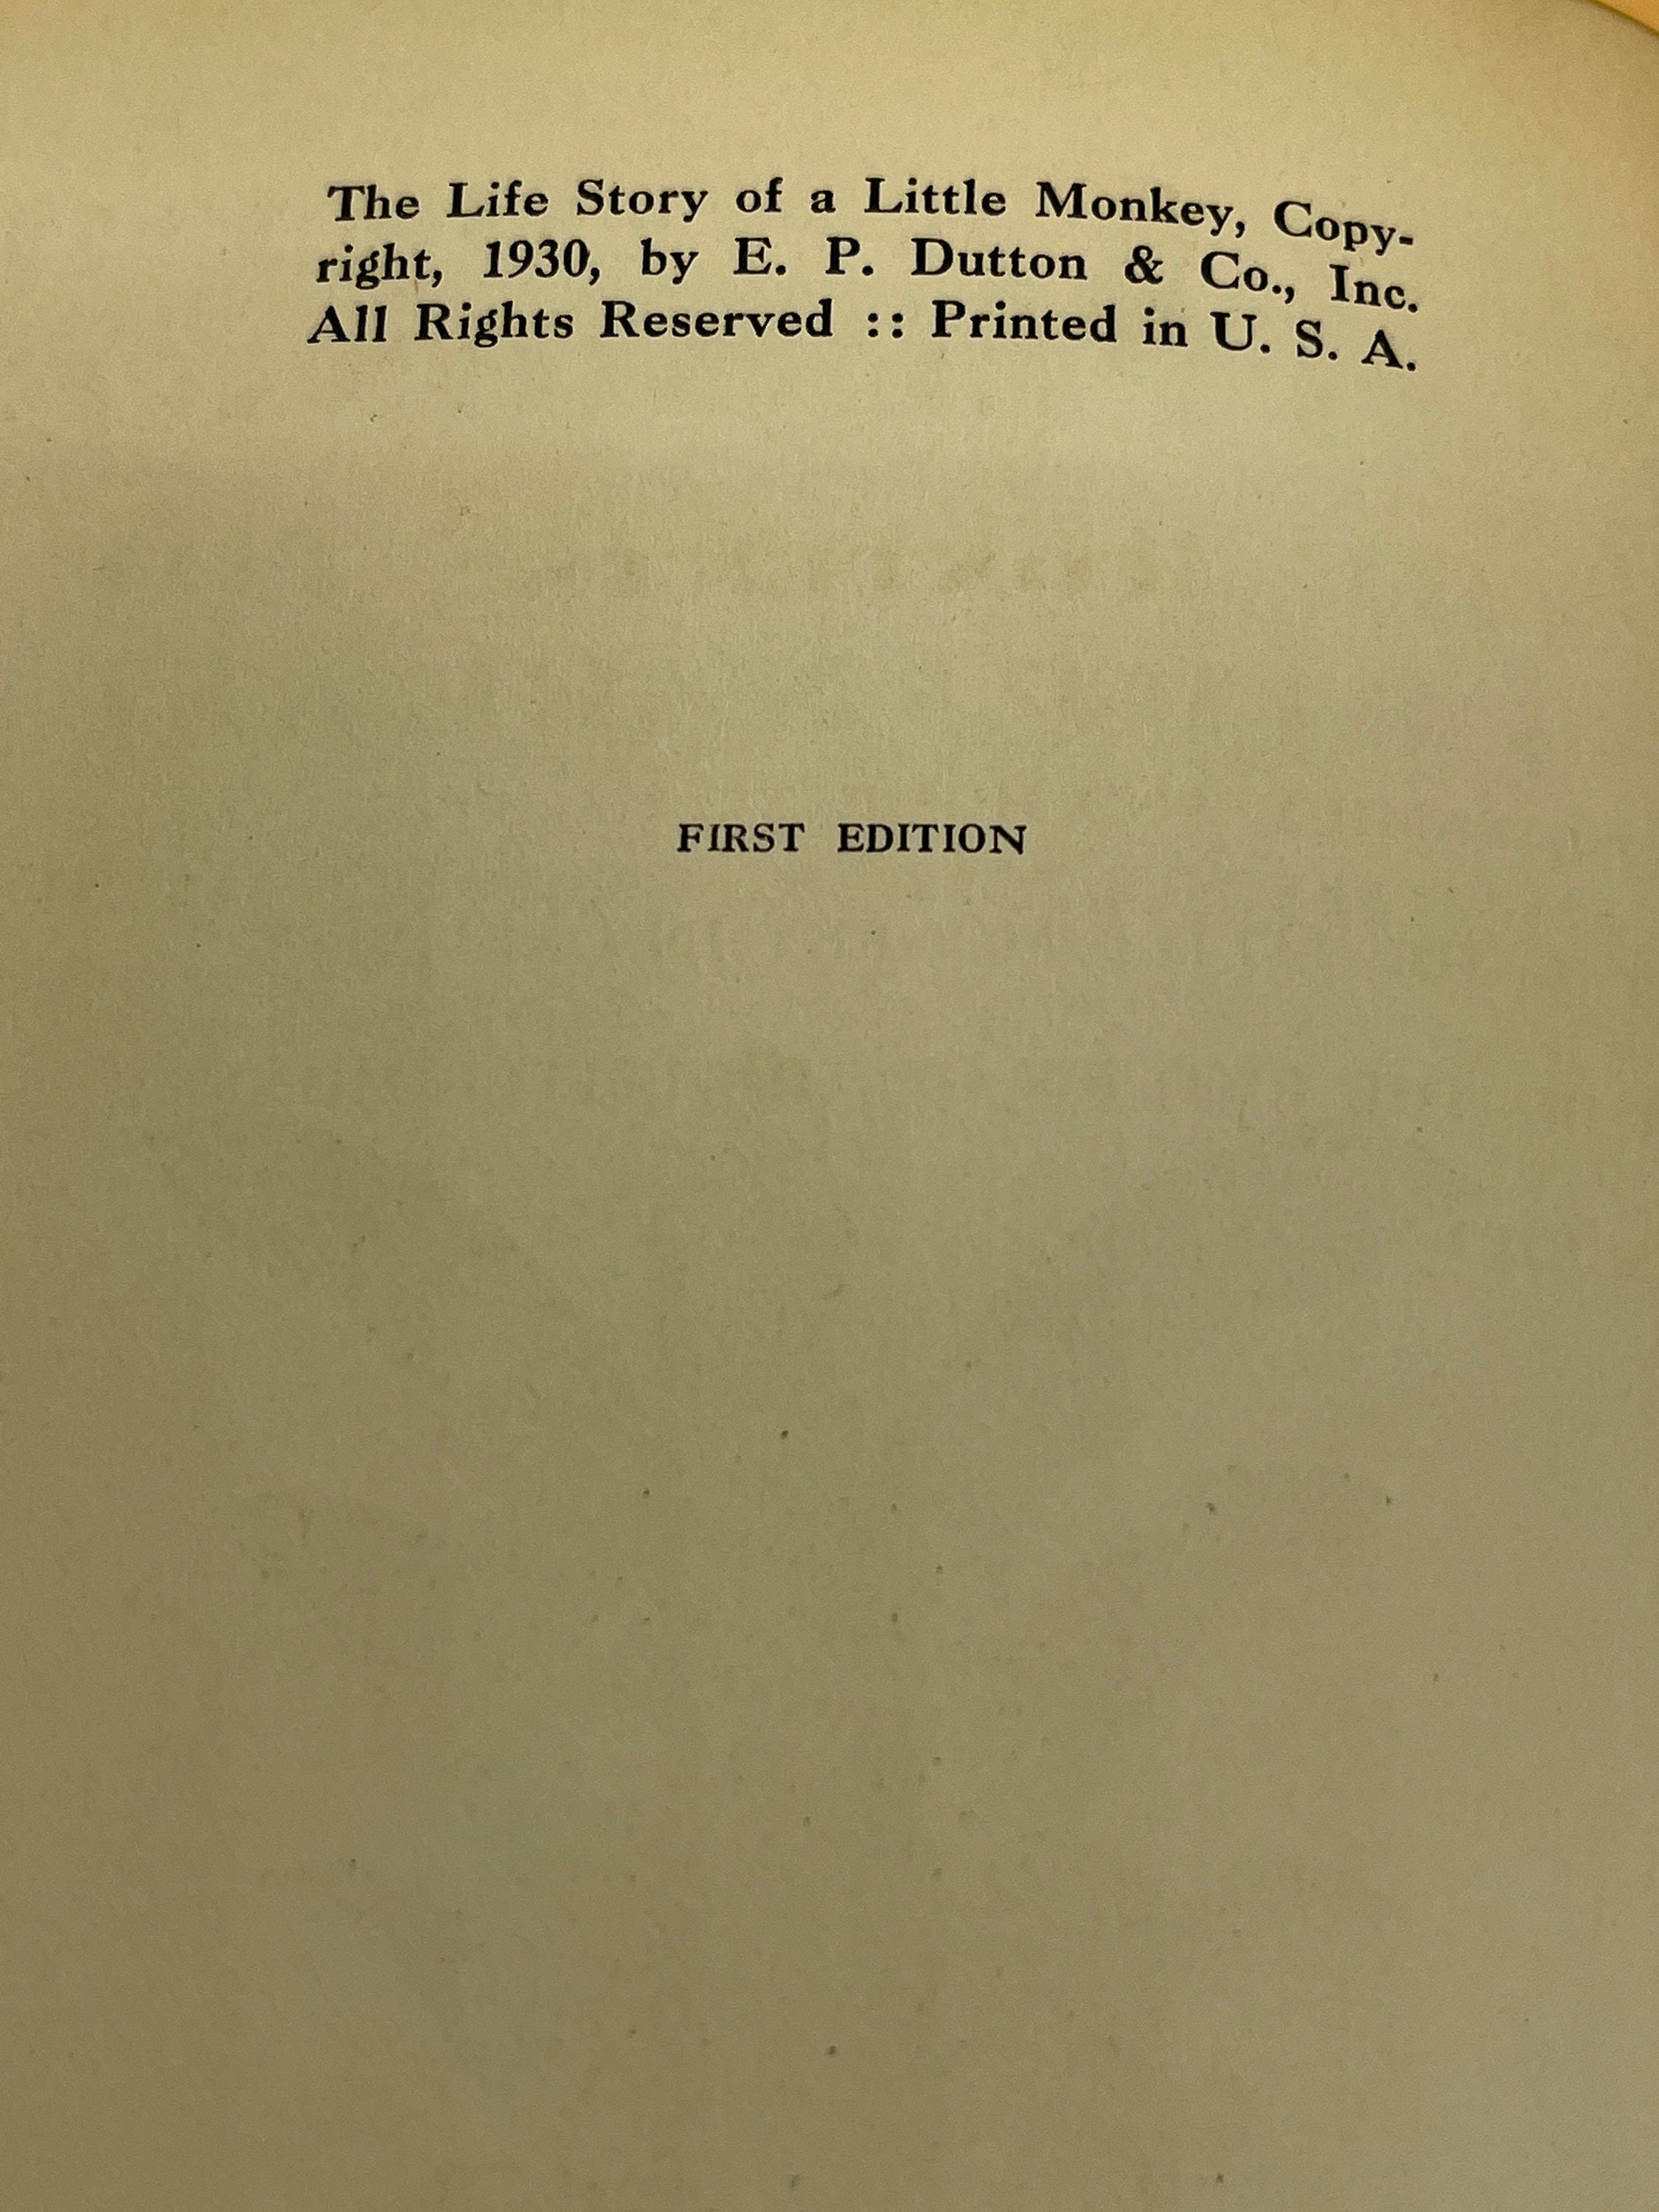 The Life Story of a Little Monkey, Copy-
right, 1930, by E. P. Dutton & Co., Inc.
All Rights Reserved :: Printed in U. S. A.
FIRST EDITION